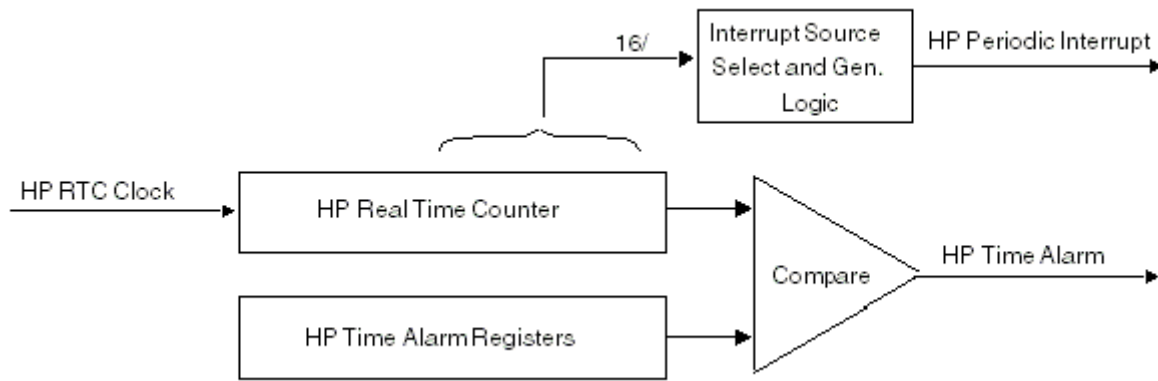 16/
Interrupt Source
Select and Gen.
Logic
HP Periodic Interrupt
HP RTC Clock
HP Real Time Counter
Compare
HP Time Alarm
HP Time Alarm Registers